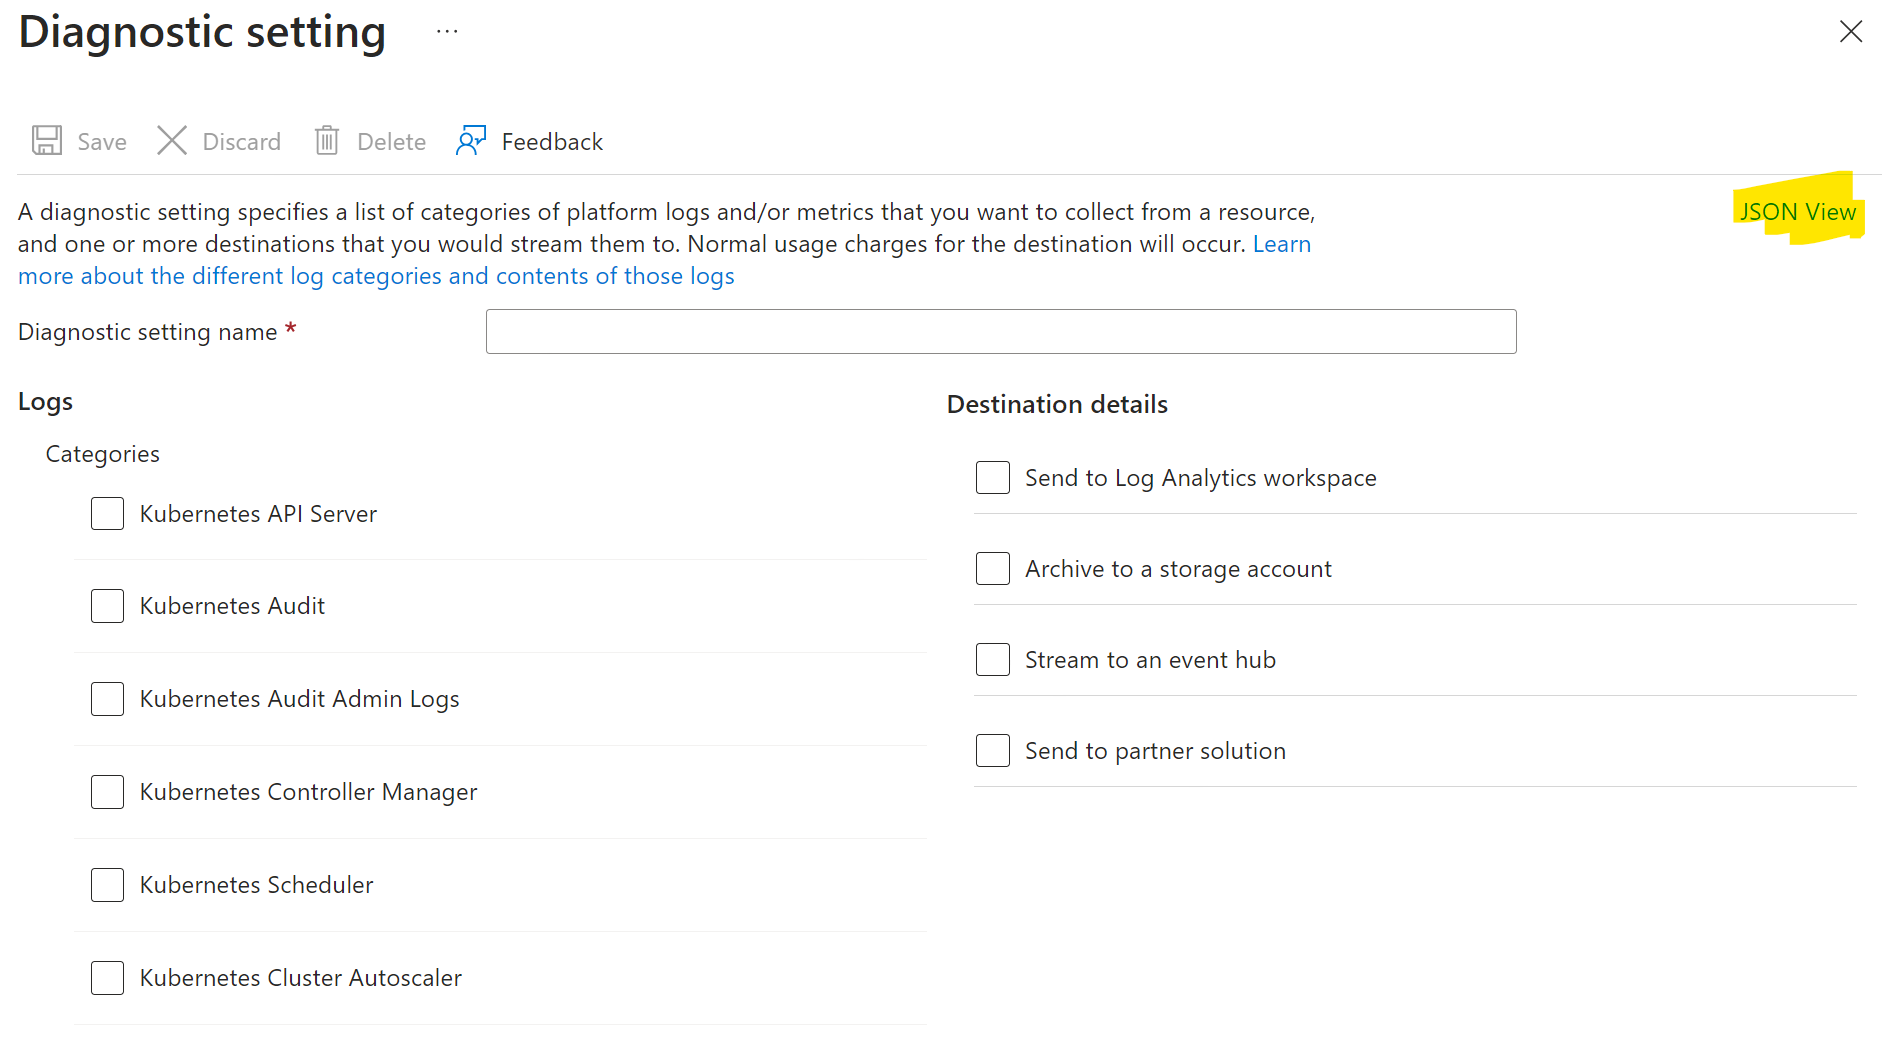 Diagnostic setting ...
Save Discard Delete Feedback
A diagnostic setting specifies a list of categories of platform logs and/or metrics that you want to collect from a resource,
and one or more destinations that you would stream them to. Normal usage charges for the destination will occur. Learn
more about the different log categories and contents of those logs
JSON View
Diagnostic setting name *
Logs
Categories
Kubernetes API Server
Kubernetes Audit
Kubernetes Audit Admin Logs
Kubernetes Controller Manager
Kubernetes Scheduler
Kubernetes Cluster Autoscaler
Destination details
Send to Log Analytics workspace
Archive to a storage account
Stream to an event hub
Send to partner solution